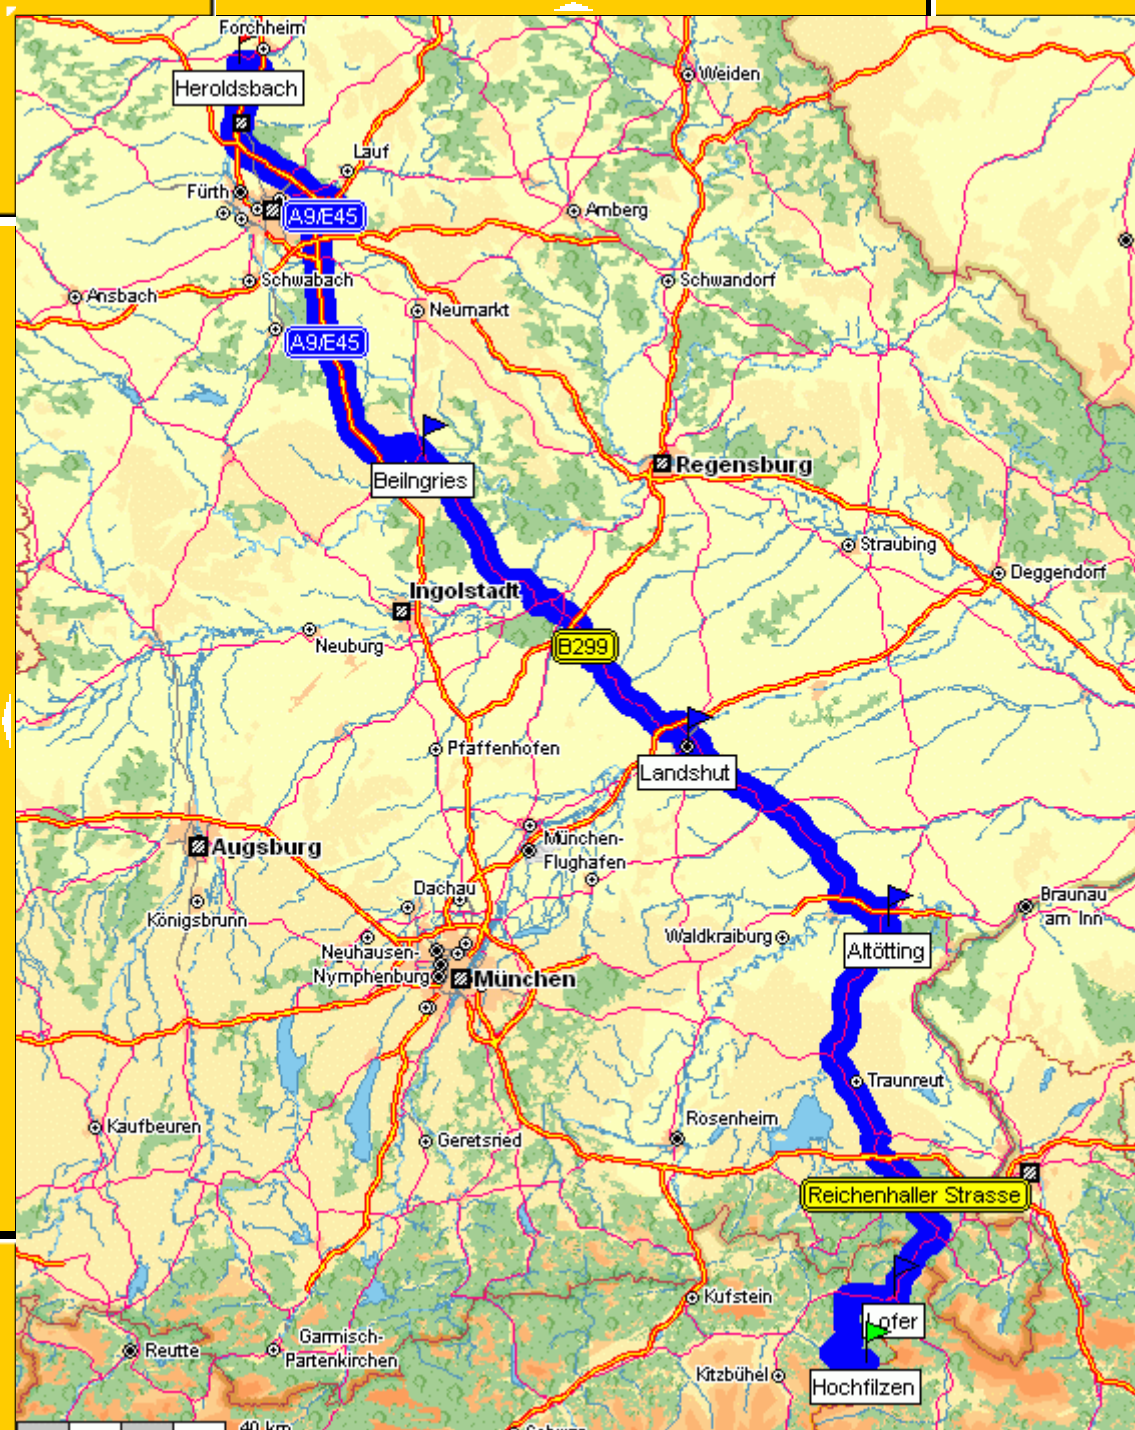 Forchheim
Weiden
Heroldsbach
Lauf
Fürth
A9/E45
Amberg
Schwabach
Schwandorf
Ansbach
Neumarkt
A9/E45
Regensburg
Beilngries
Straubing
Deggendorf
Ingolstadt
Neuburg
B299
Pfaffenhofen
Landshut
Augsburg
München-
Flughafen
Dachau
Braunau
am Inn
Königsbrunn
Waldkraiburg
Altötting
Neuhausen-
Nymphenburg
München
Traunreut
Kaufbeuren
Rosenheim
Geretsried
Reichenhaller Strasse
Kufstein
Lofer
Garmisch-
Partenkirchen
Reutte
Kitzbühel
Hochfilzen
40 km